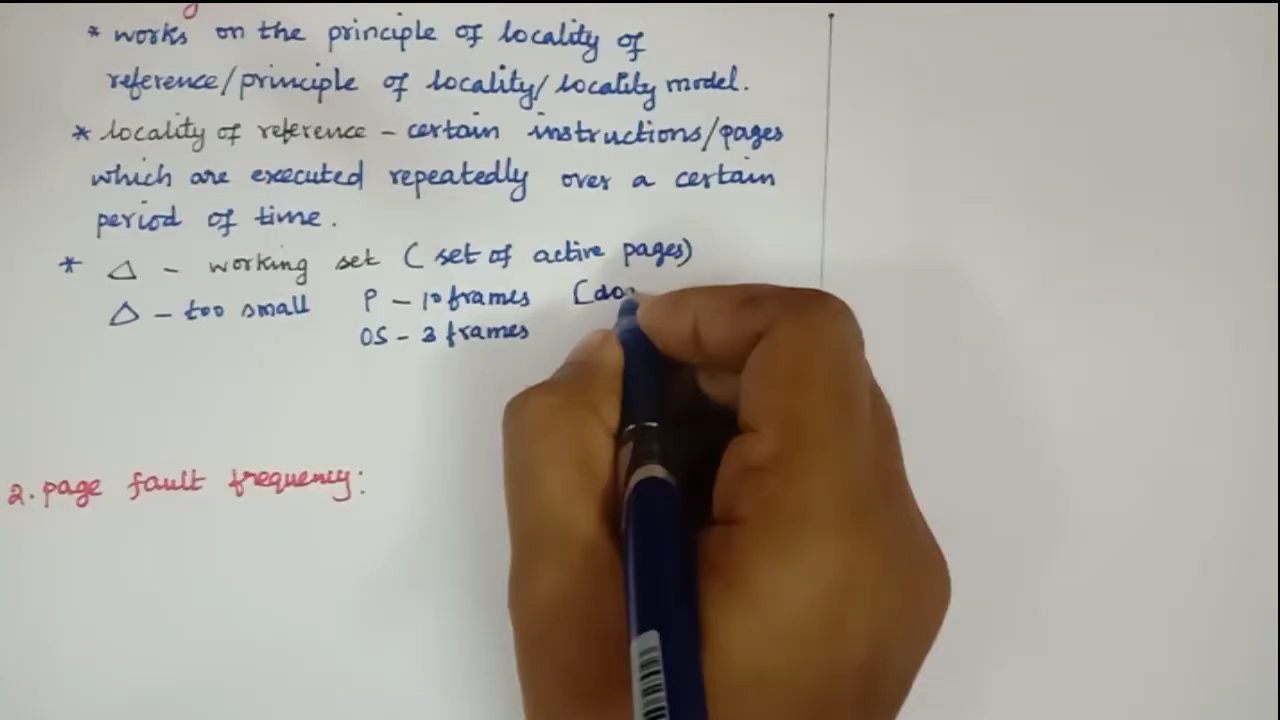 * works on the principle of locality of
reference/principle of locality/locality model.
* locality of reference - certain instructions/pages
which are executed repeatedly over a certain
period of time.
* Δ - working set (set of active pages)
Δ - too small P - 10 frames
OS - 3 frames
2. page fault frequency: